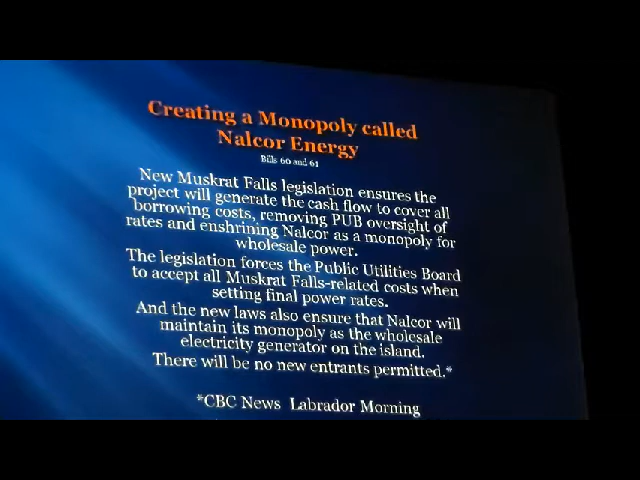 Creating a Monopoly called
Nalcor Energy
Bills 60 and 61
New Muskrat Falls legislation ensures the
project will generate the cash flow to cover all
borrowing costs, removing PUB oversight of
rates and enshrining Nalcor as a monopoly for
wholesale power.
The legislation forces the Public Utilities Board
to accept all Muskrat Falls-related costs when
setting final power rates.
And the new laws also ensure that Nalcor will
maintain its monopoly as the wholesale
electricity generator on the island.
There will be no new entrants permitted.*
*CBC News Labrador Morning